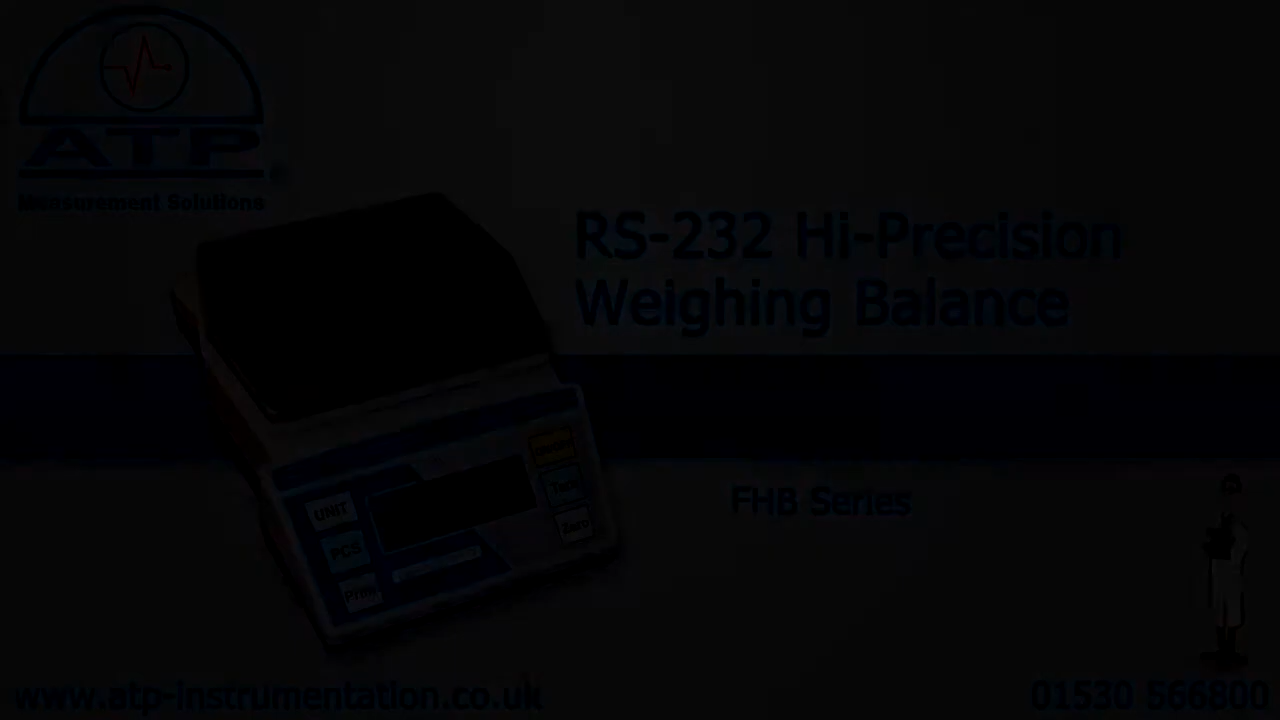 ATP
Measurement Solutions
RS-232 Hi-Precision
Weighing Balance
UNIT
PCS
Tare
Zero
FHB Series
www.atp-instrumentation.co.uk
01530 566800